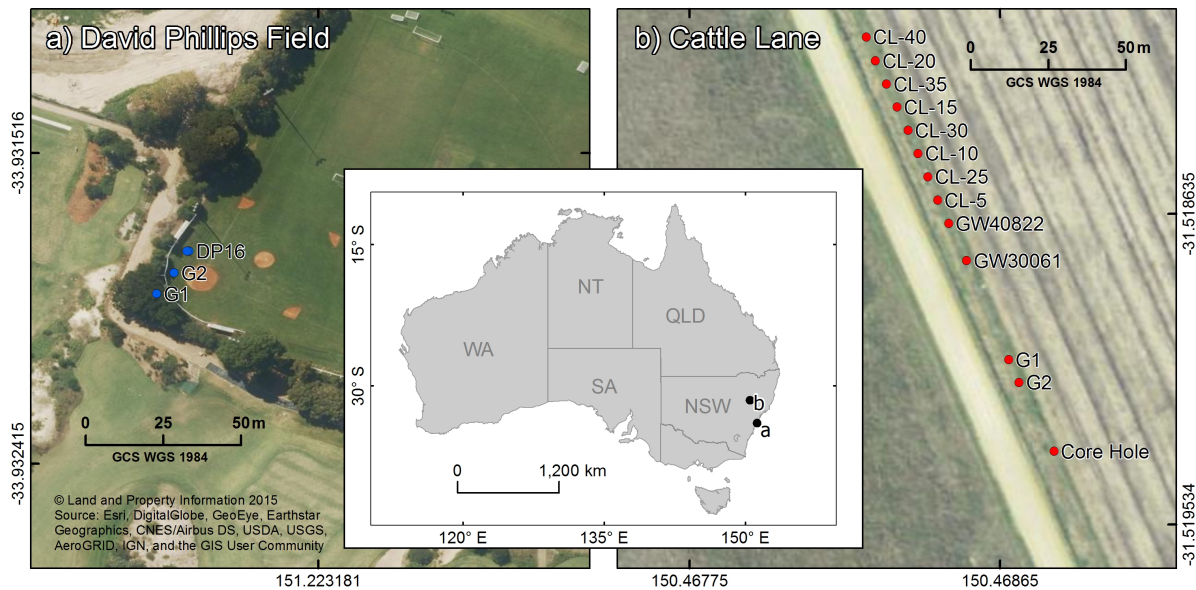 a) David Phillips Field
-33.931516
DP16
G2
G1
0 25 50 m
GCS WGS 1984
-33.932415
© Land and Property Information 2015
Source: Esri, DigitalGlobe, GeoEye, Earthstar
Geographics, CNES/Airbus DS, USDA, USGS,
AeroGRID, IGN, and the GIS User Community
151.223181
15° S
30° S
NT
QLD
WA
SA
NSW
b
a
0 1,200 km
120° E 135° E 150° E
b) Cattle Lane
0 25 50 m
GCS WGS 1984
CL-40
CL-20
CL-35
CL-15
CL-30
CL-10
CL-25
CL-5
GW40822
GW30061
G1
G2
Core Hole
-31.518635
-31.519534
150.46775 150.46865